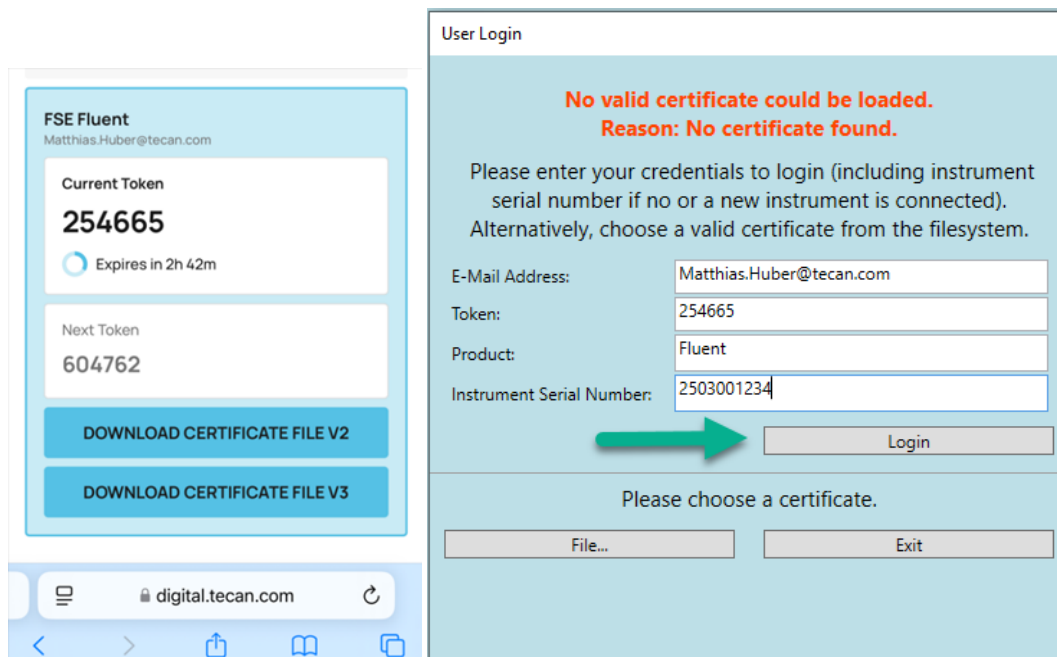 FSE Fluent
Matthias.Huber@tecan.com
Current Token
254665
Expires in 2h 42m
Next Token
604762
DOWNLOAD CERTIFICATE FILE V2
DOWNLOAD CERTIFICATE FILE V3
digital.tecan.com
User Login
No valid certificate could be loaded.
Reason: No certificate found.
Please enter your credentials to login (including instrument
serial number if no or a new instrument is connected).
Alternatively, choose a valid certificate from the filesystem.
E-Mail Address: Matthias.Huber@tecan.com
Token: 254665
Product: Fluent
Instrument Serial Number: 2503001234
Login
Please choose a certificate.
File... Exit